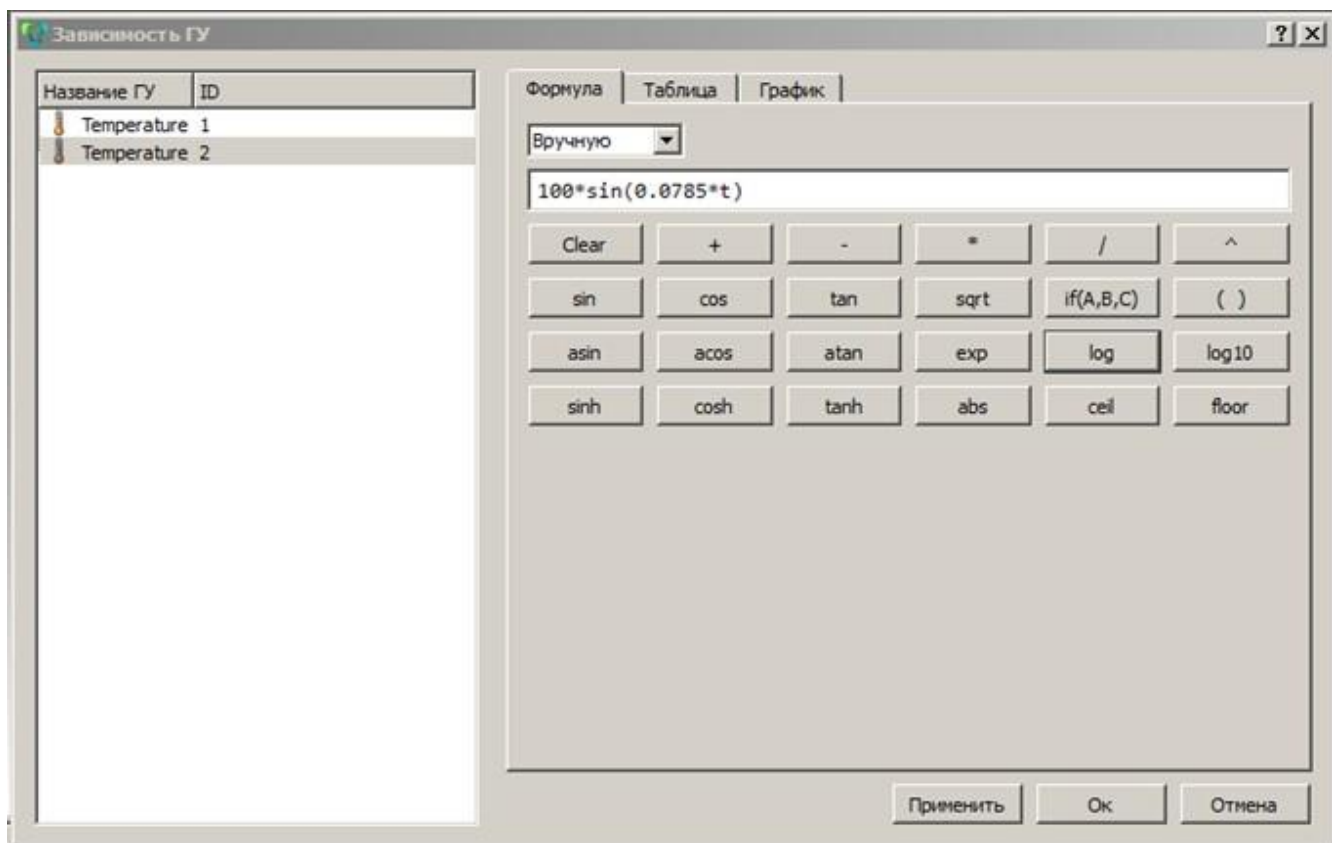 Зависимость ГУ
? X
Название ГУ ID
Temperature 1
Temperature 2
Формула Таблица График
Вручную
100*sin(0.0785*t)
Clear + - * / ^
sin cos tan sqrt if(A,B,C) ( )
asin acos atan exp log log10
sinh cosh tanh abs ceil floor
Применить Ок Отмена